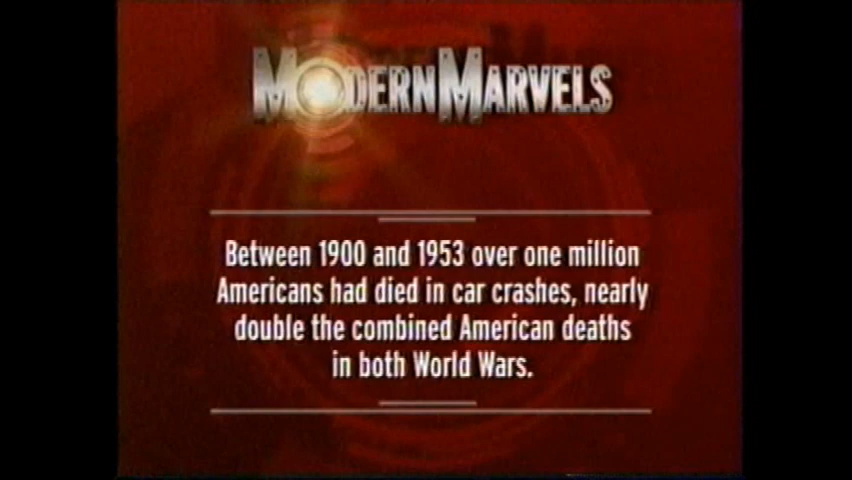 MODERN MARVELS
Between 1900 and 1953 over one million
Americans had died in car crashes, nearly
double the combined American deaths
in both World Wars.